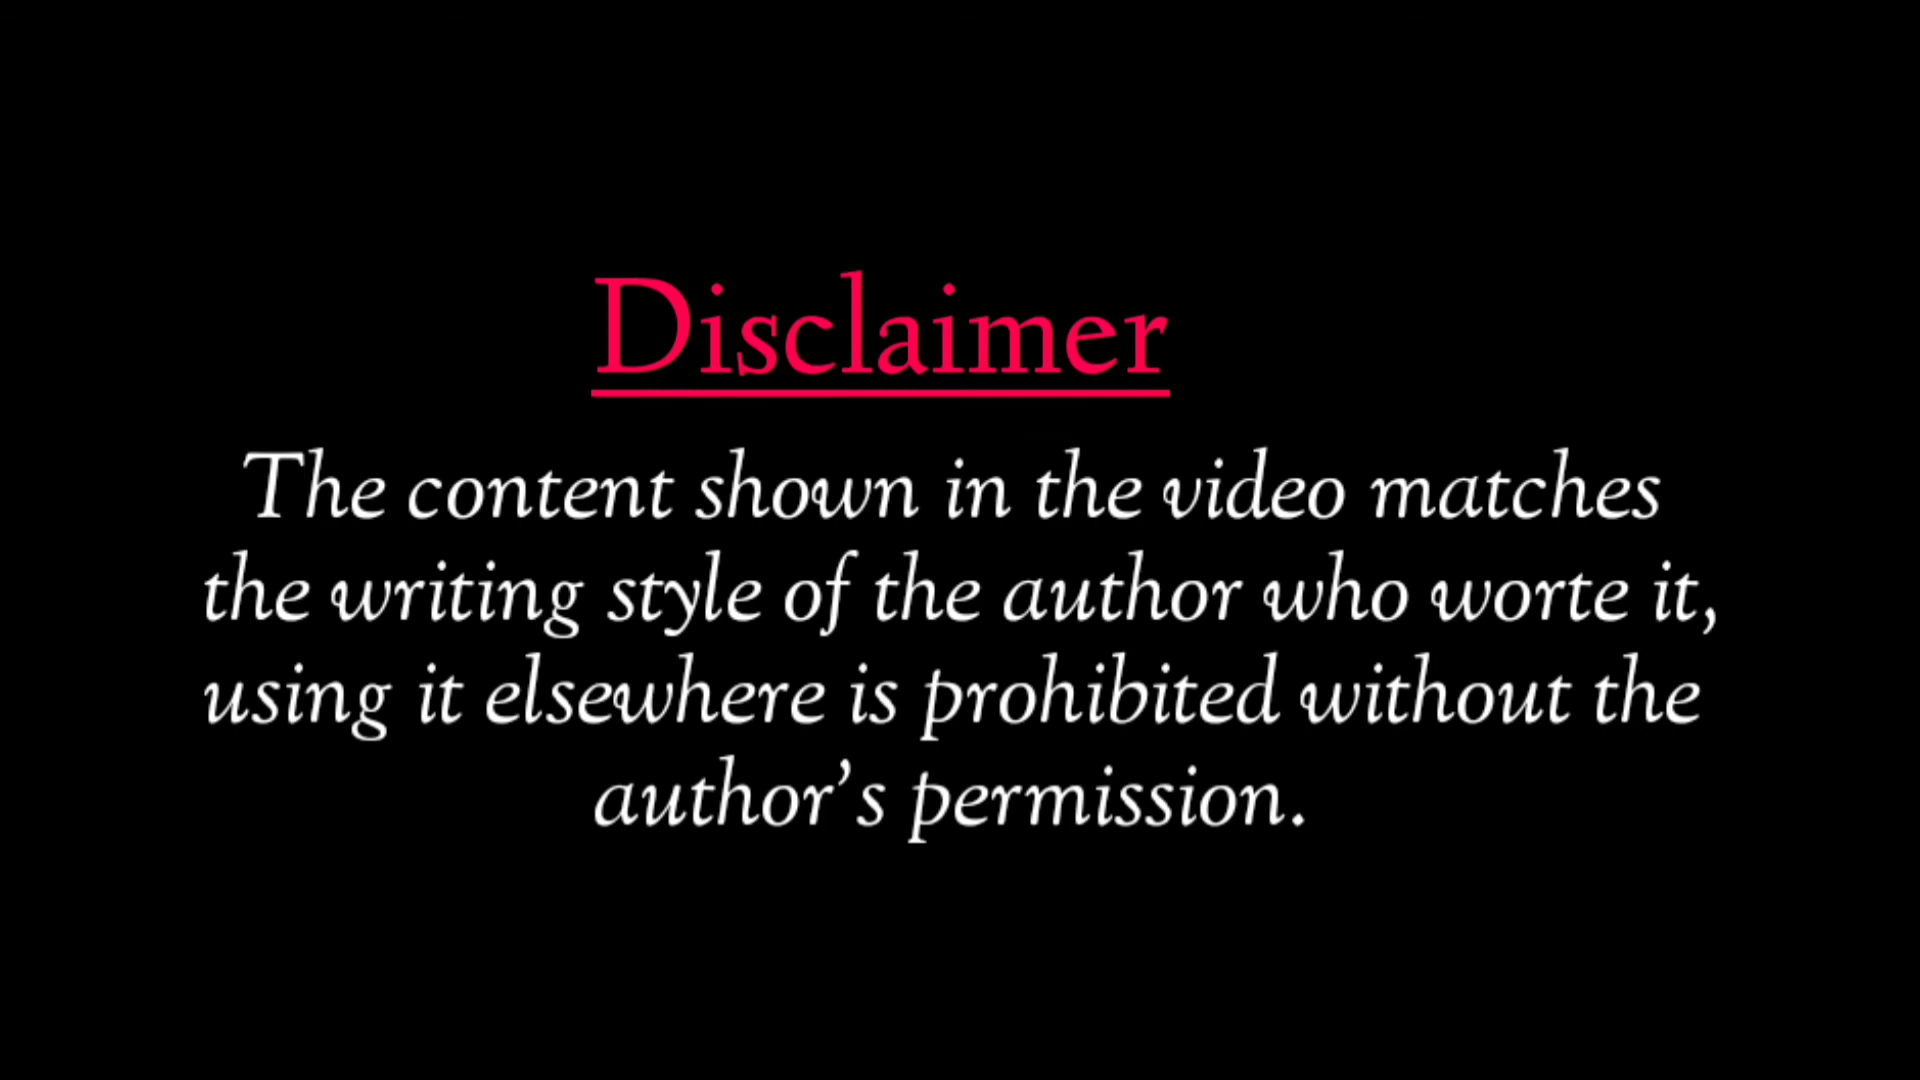 Disclaimer
The content shown in the video matches
the writing style of the author who worte it,
using it elsewhere is prohibited without the
author’s permission.